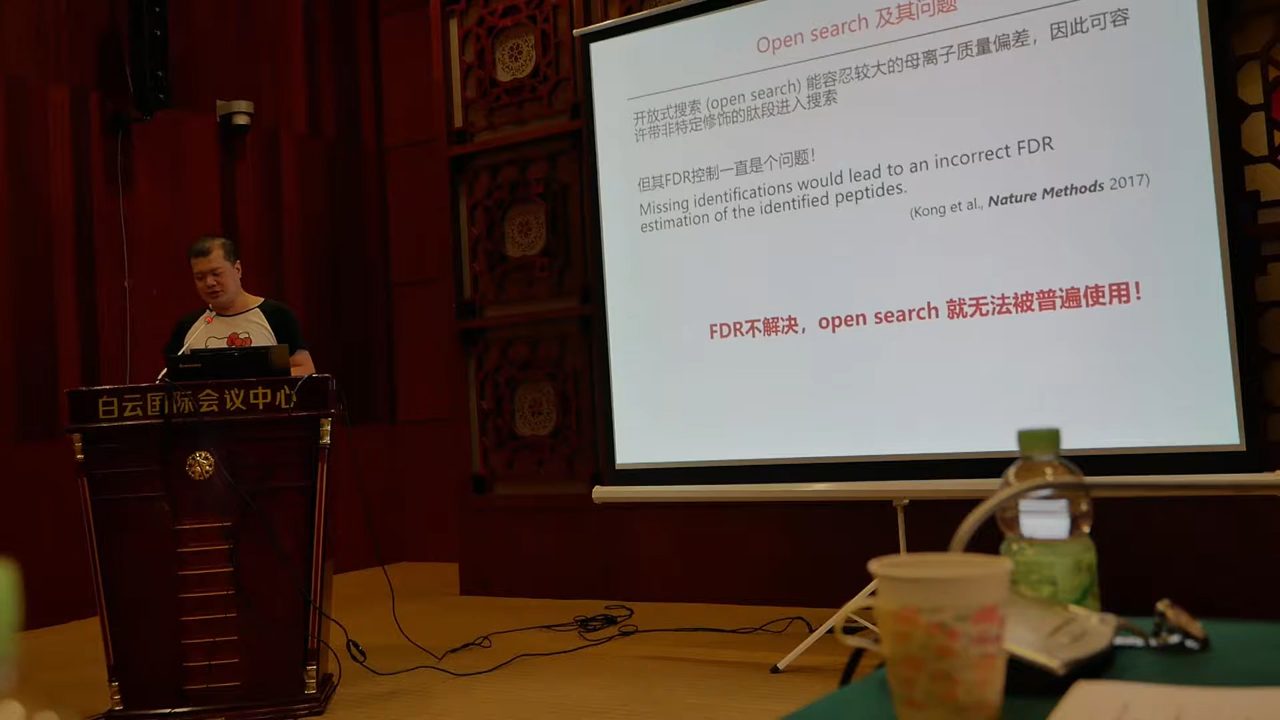 Open search 及其问题
开放式搜索 (open search) 能容忍较大的母离子质量偏差，因此可容
许带非特定修饰的肽段进入搜索
但其FDR控制一直是个问题！
Missing identifications would lead to an incorrect FDR
estimation of the identified peptides.
(Kong et al., Nature Methods 2017)
FDR不解决，open search 就无法被普遍使用！
白云国际会议中心